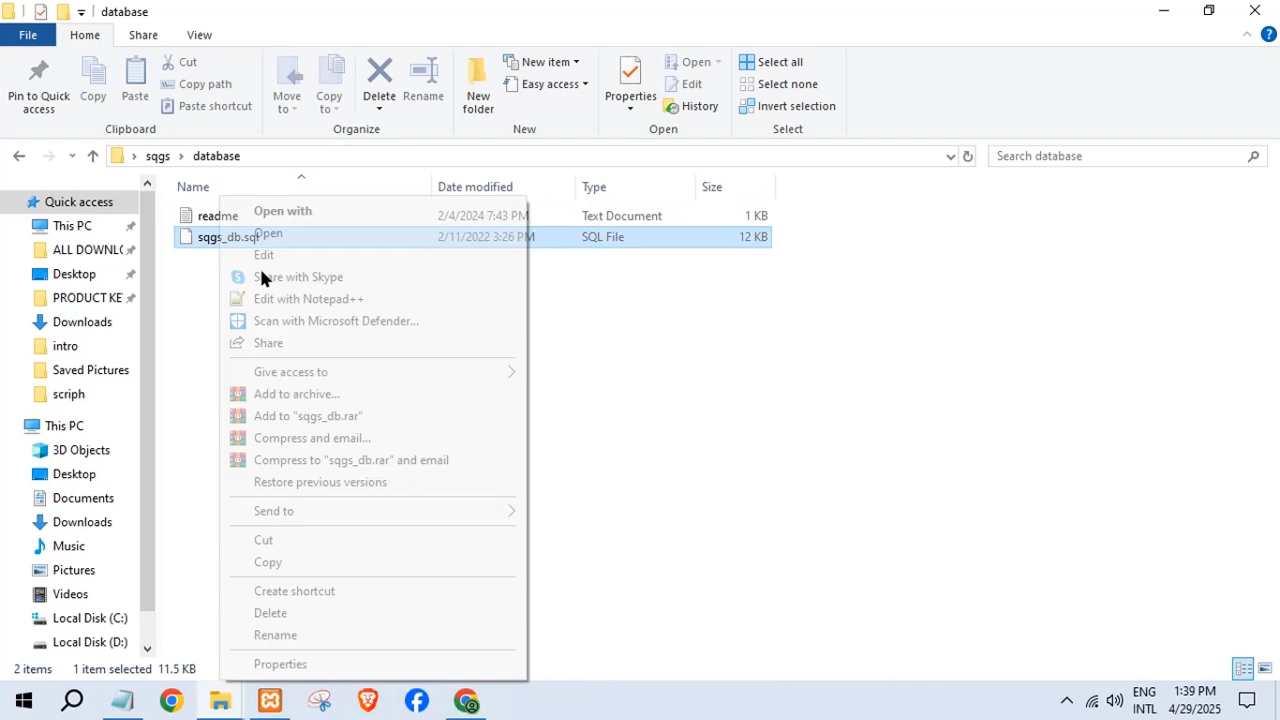 database
File
Home
Share
View
Pin to Quick access
Copy
Paste
Cut
Copy path
Paste shortcut
Clipboard
Move to
Copy to
Delete
Rename
Organize
New folder
New item
Easy access
New
Properties
Open
Edit
History
Open
Select all
Select none
Invert selection
Select
sqgs > database
Search database
Name
Date modified
Type
Size
readme 2/4/2024 7:43 PM Text Document 1 KB
sqgs_db.sql 2/11/2022 3:26 PM SQL File 12 KB
Quick access
This PC
ALL DOWNL
Desktop
PRODUCT KE
Downloads
intro
Saved Pictures
scriph
This PC
3D Objects
Desktop
Documents
Downloads
Music
Pictures
Videos
Local Disk (C:)
Local Disk (D:)
Open with
Open
Edit
Share with Skype
Edit with Notepad++
Scan with Microsoft Defender...
Share
Give access to
Add to archive...
Add to "sqgs_db.rar"
Compress and email...
Compress to "sqgs_db.rar" and email
Restore previous versions
Send to
Cut
Copy
Create shortcut
Delete
Rename
Properties
2 items 1 item selected 11.5 KB
ENG
INTL
1:39 PM
4/29/2025